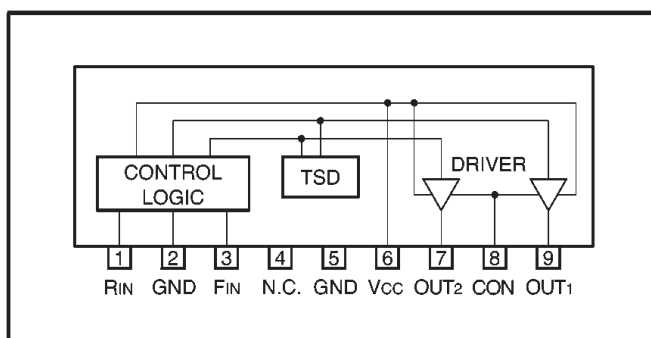 CONTROL
LOGIC
TSD
DRIVER
1 2 3 4 5 6 7 8 9
RIN GND FIN N.C. GND VCC OUT2 CON OUT1